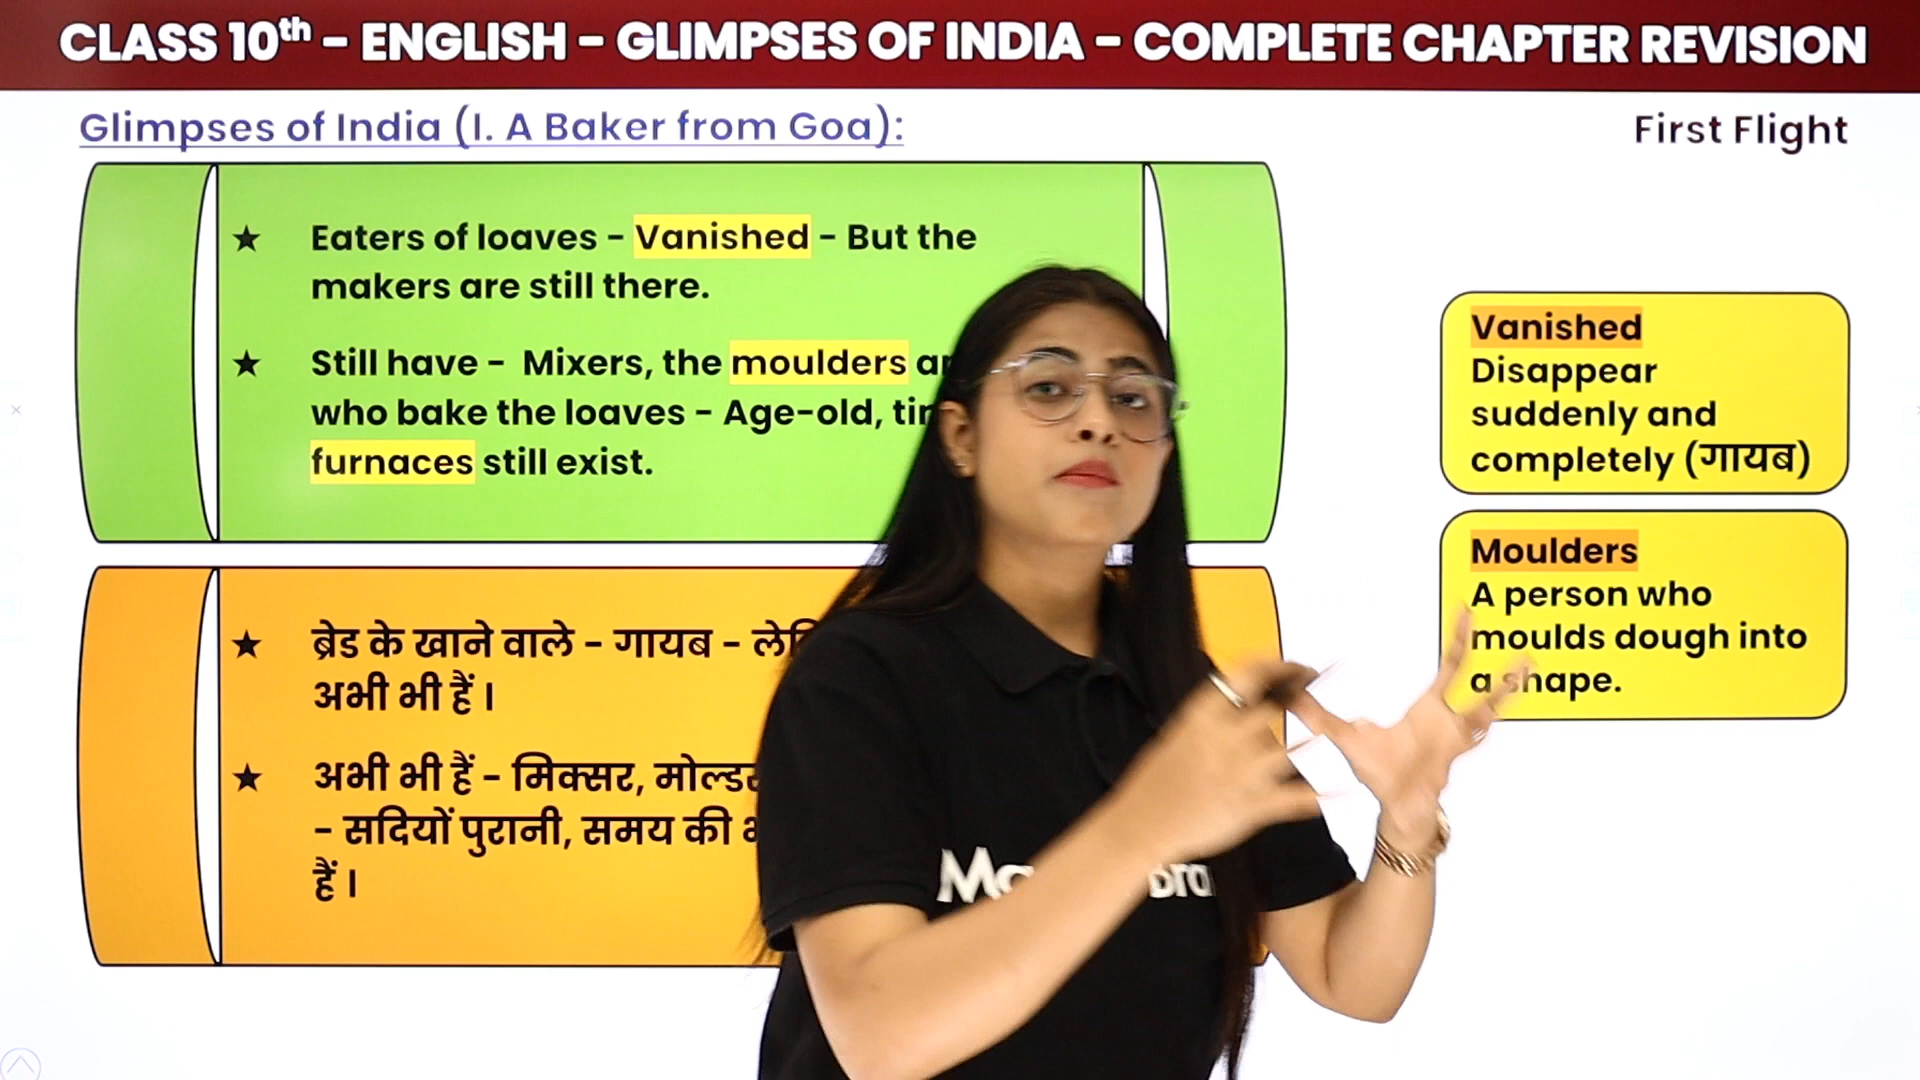 CLASS 10th - ENGLISH - GLIMPSES OF INDIA - COMPLETE CHAPTER REVISION
Glimpses of India (I. A Baker from Goa):
First Flight
★ Eaters of loaves - Vanished - But the
makers are still there.
★ Still have - Mixers, the moulders
who bake the loaves - Age-old,
furnaces still exist.
Vanished
Disappear
suddenly and
completely (गायब)
Moulders
A person who
moulds dough into
a shape.
★ ब्रेड के खाने वाले - गायब -
अभी भी हैं ।
★ अभी भी हैं - मिक्सर,
- सदियों पुरानी, समय की
हैं ।